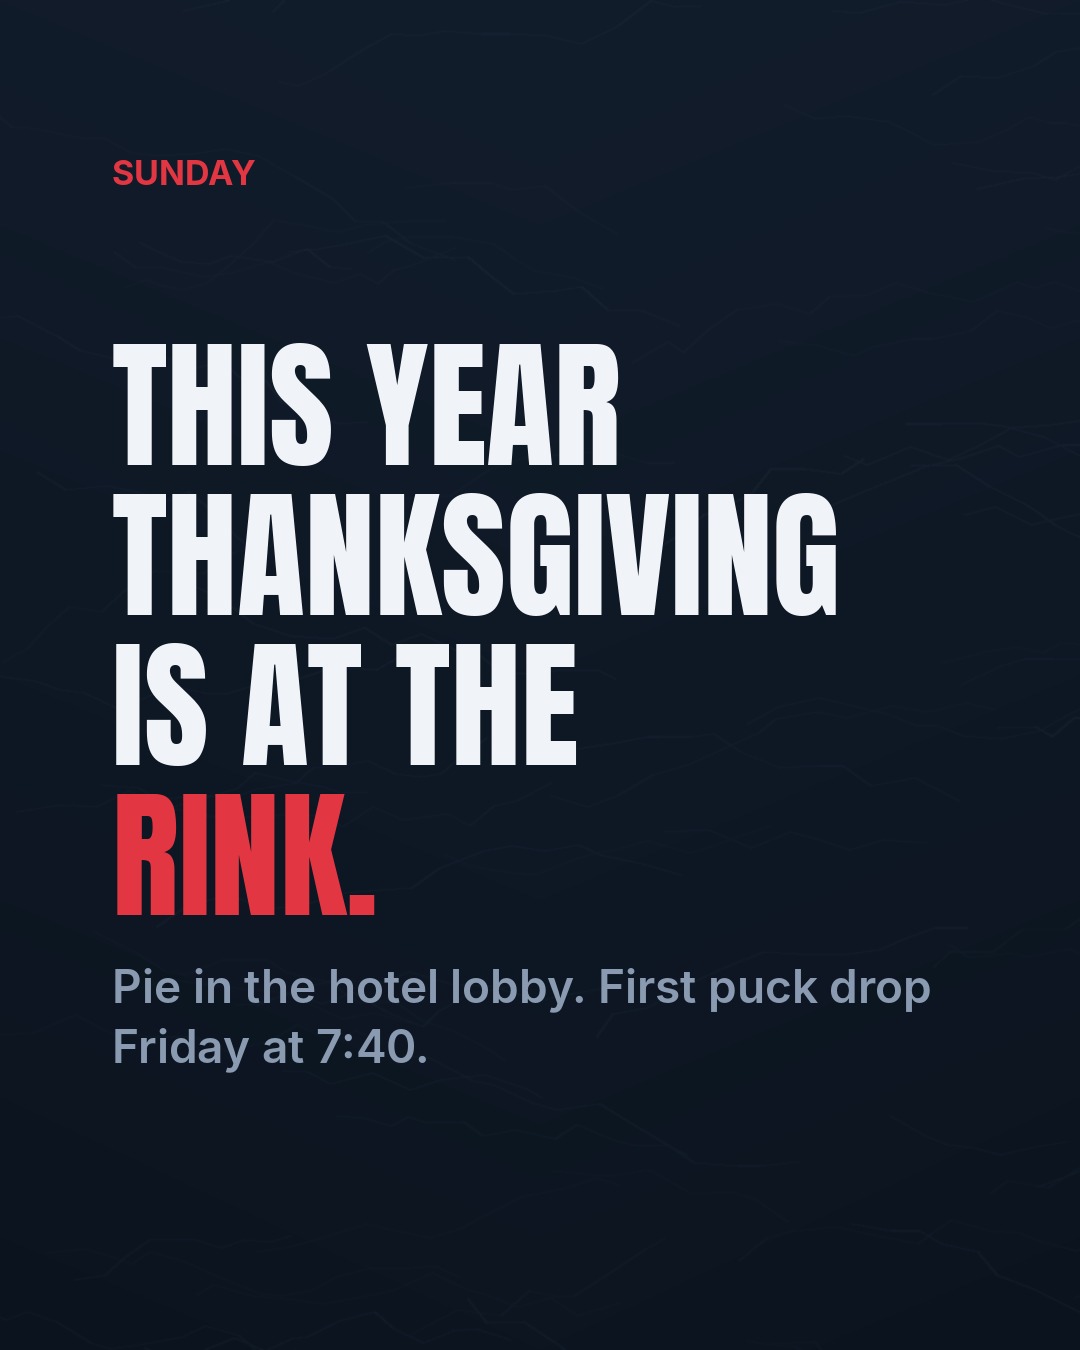 SUNDAY
THIS YEAR
THANKSGIVING
IS AT THE
RINK.
Pie in the hotel lobby. First puck drop
Friday at 7:40.